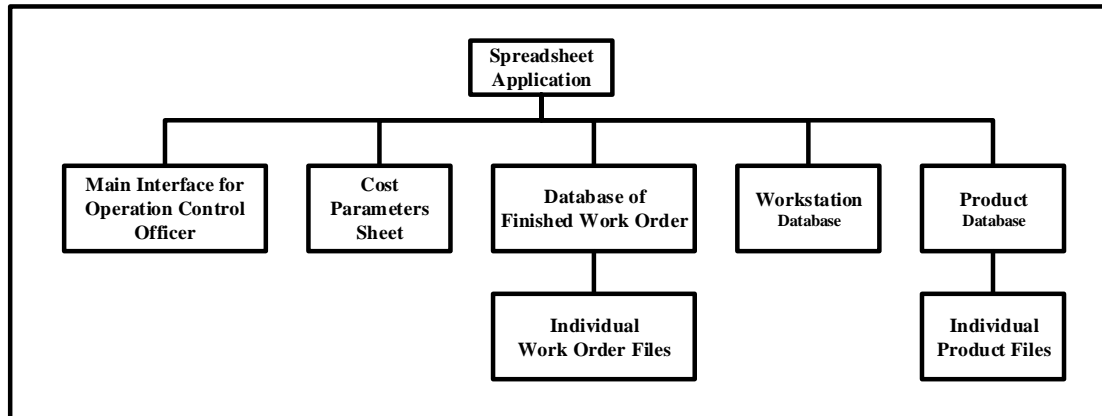 Spreadsheet
Application
Main Interface for
Operation Control
Officer
Cost
Parameters
Sheet
Database of
Finished Work Order
Workstation
Database
Product
Database
Individual
Work Order Files
Individual
Product Files